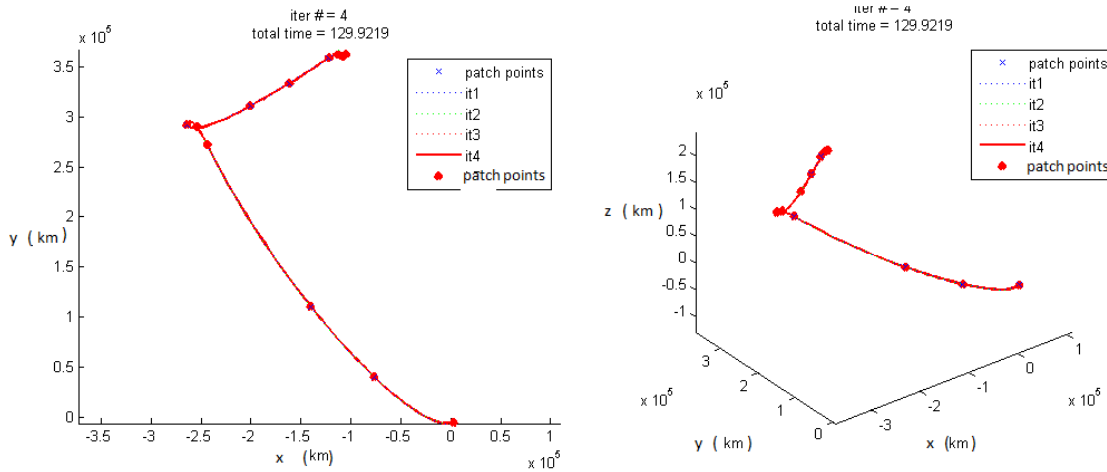 iter # = 4
total time = 129.9219
x 10^5
3.5
3
2.5
2
1.5
1
0.5
0
y ( km)
-3.5
-3
-2.5
-2
-1.5
-1
-0.5
0
0.5
1
x 10^5
x (km)
patch points
it1
it2
it3
it4
patch points
iter # = 4
total time = 129.9219
x 10^5
2
1.5
1
0.5
0
-0.5
-1
z ( km)
3
2
1
0
x 10^5
y ( km)
-3
-2
-1
0
1
x 10^5
x (km)
patch points
it1
it2
it3
it4
patch points